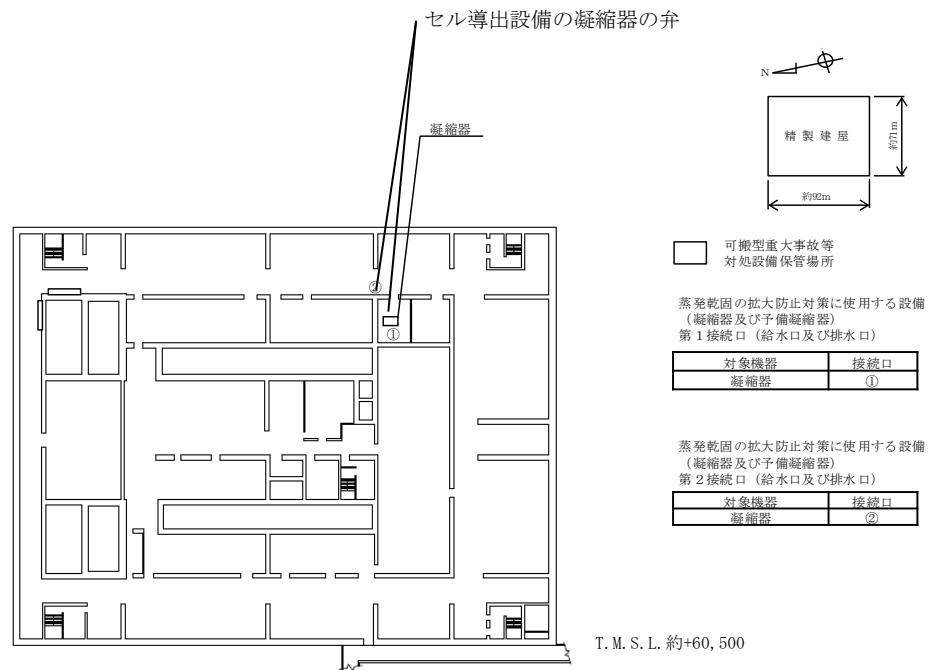 セル導出設備の凝縮器の弁
凝縮器
②
①
N
精製建屋
約71m
約92m
可搬型重大事故等
対処設備保管場所
蒸発乾固の拡大防止対策に使用する設備
(凝縮器及び予備凝縮器)
第1接続口(給水口及び排水口)
対象機器 接続口
凝縮器 ①
蒸発乾固の拡大防止対策に使用する設備
(凝縮器及び予備凝縮器)
第2接続口(給水口及び排水口)
対象機器 接続口
凝縮器 ②
T.M.S.L.約+60,500